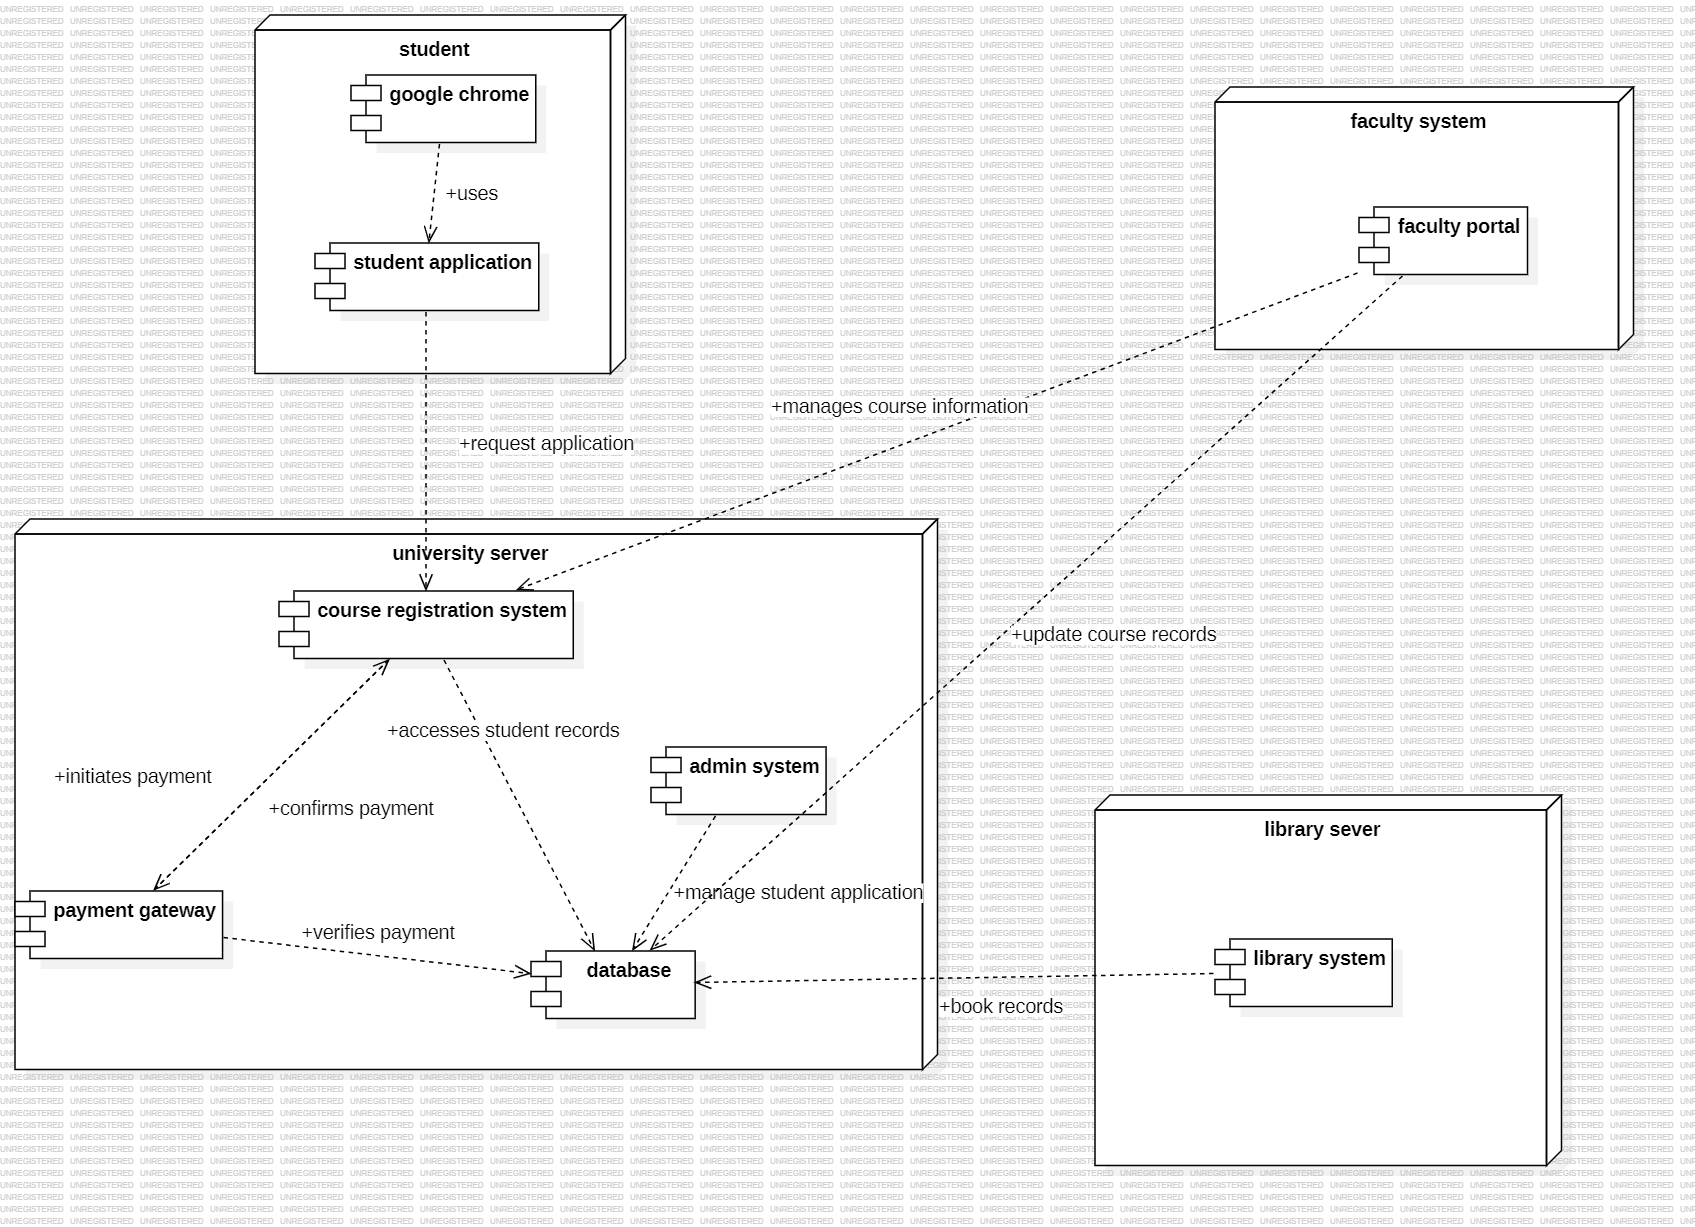 student
google chrome
+uses
student application
faculty system
faculty portal
+manages course information
+request application
university server
course registration system
+update course records
+accesses student records
admin system
+initiates payment
+confirms payment
library sever
+manage student application
payment gateway
+verifies payment
database
library system
+book records
UNREGISTERED